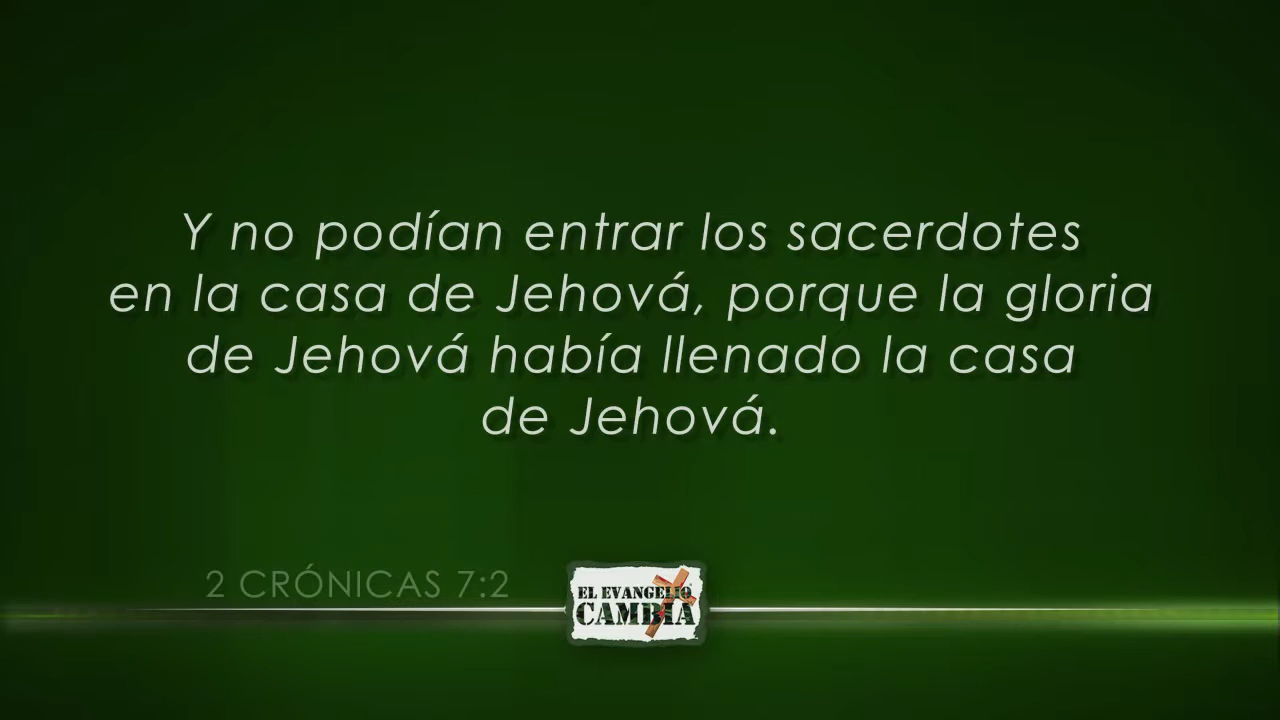 Y no podían entrar los sacerdotes
en la casa de Jehová, porque la gloria
de Jehová había llenado la casa
de Jehová.
2 CRÓNICAS 7:2
EL EVANGELIO
CAMBIA